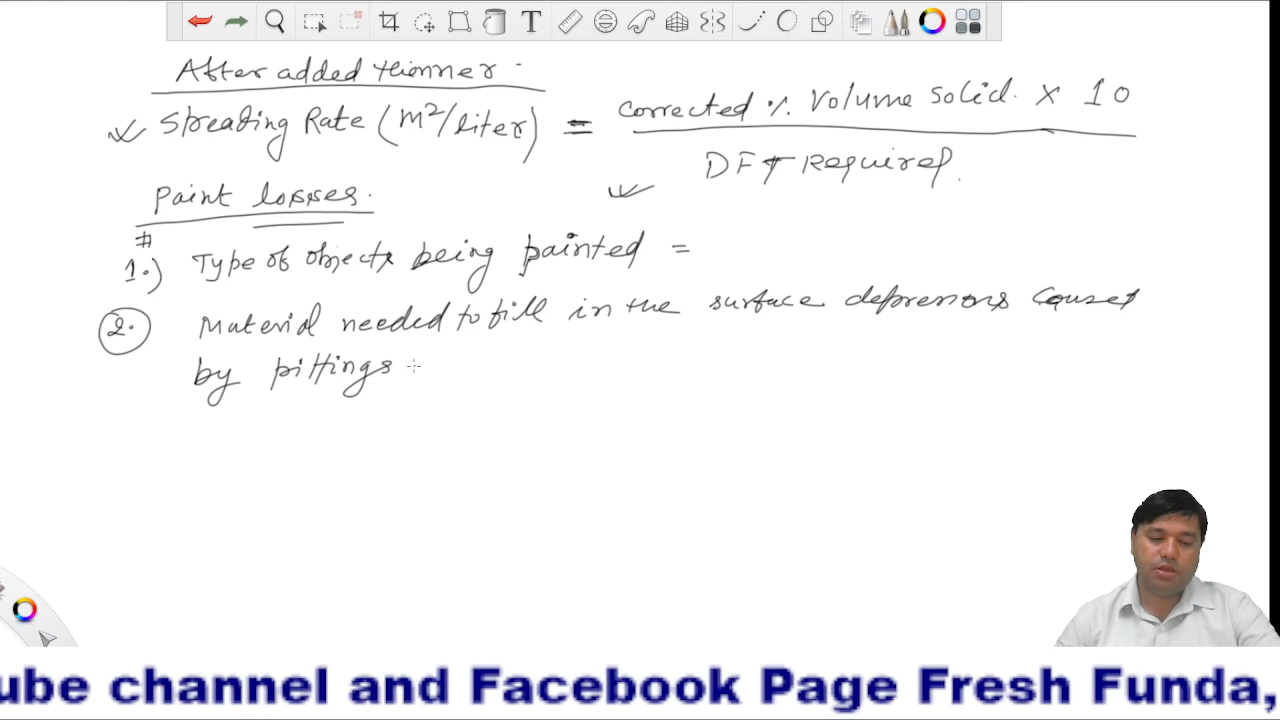 After added thinner
Streading Rate (M²/liter) = corrected % Volume solid. X 10
DFT Required.
Paint losses.
#
1.) Type of objects being painted =
2. Material needed to fill in the surface depressions causes
by pittings
T
ube channel and Facebook Page Fresh Funda,